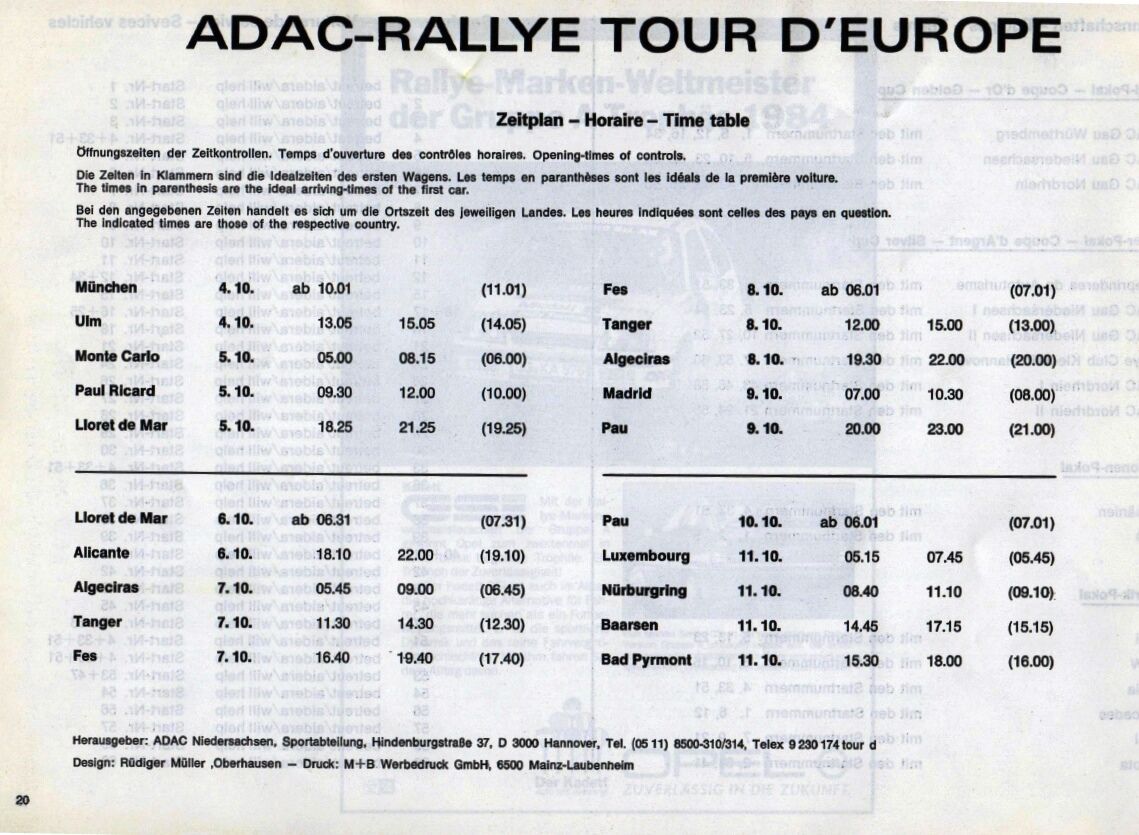 ADAC-RALLYE TOUR D'EUROPE
Zeitplan – Horaire – Time table
Öffnungszeiten der Zeitkontrollen. Temps d'ouverture des contrôles horaires. Opening-times of controls.
Die Zeiten in Klammern sind die Idealzeiten des ersten Wagens. Les temps en paranthèses sont les idéals de la première voiture.
The times in parenthesis are the ideal arriving-times of the first car.
Bei den angegebenen Zeiten handelt es sich um die Ortszeit des jeweiligen Landes. Les heures indiquées sont celles des pays en question.
The indicated times are those of the respective country.
München 4. 10. ab 10.01 (11.01)
Ulm 4. 10. 13.05 15.05 (14.05)
Monte Carlo 5. 10. 05.00 08.15 (06.00)
Paul Ricard 5. 10. 09.30 12.00 (10.00)
Lloret de Mar 5. 10. 18.25 21.25 (19.25)
Lloret de Mar 6. 10. ab 06.31 (07.31)
Alicante 6. 10. 18.10 22.00 (19.10)
Algeciras 7. 10. 05.45 09.00 (06.45)
Tanger 7. 10. 11.30 14.30 (12.30)
Fes 7. 10. 16.40 19.40 (17.40)
Fes 8. 10. ab 06.01 (07.01)
Tanger 8. 10. 12.00 15.00 (13.00)
Algeciras 8. 10. 19.30 22.00 (20.00)
Madrid 9. 10. 07.00 10.30 (08.00)
Pau 9. 10. 20.00 23.00 (21.00)
Pau 10. 10. ab 06.01 (07.01)
Luxembourg 11. 10. 05.15 07.45 (05.45)
Nürburgring 11. 10. 08.40 11.10 (09.10)
Baarsen 11. 10. 14.45 17.15 (15.15)
Bad Pyrmont 11. 10. 15.30 18.00 (16.00)
Herausgeber: ADAC Niedersachsen, Sportabteilung, Hindenburgstraße 37, D 3000 Hannover, Tel. (05 11) 8500-310/314, Telex 9 230 174 tour d
Design: Rüdiger Müller ,Oberhausen – Druck: M+B Werbedruck GmbH, 6500 Mainz-Laubenheim
20